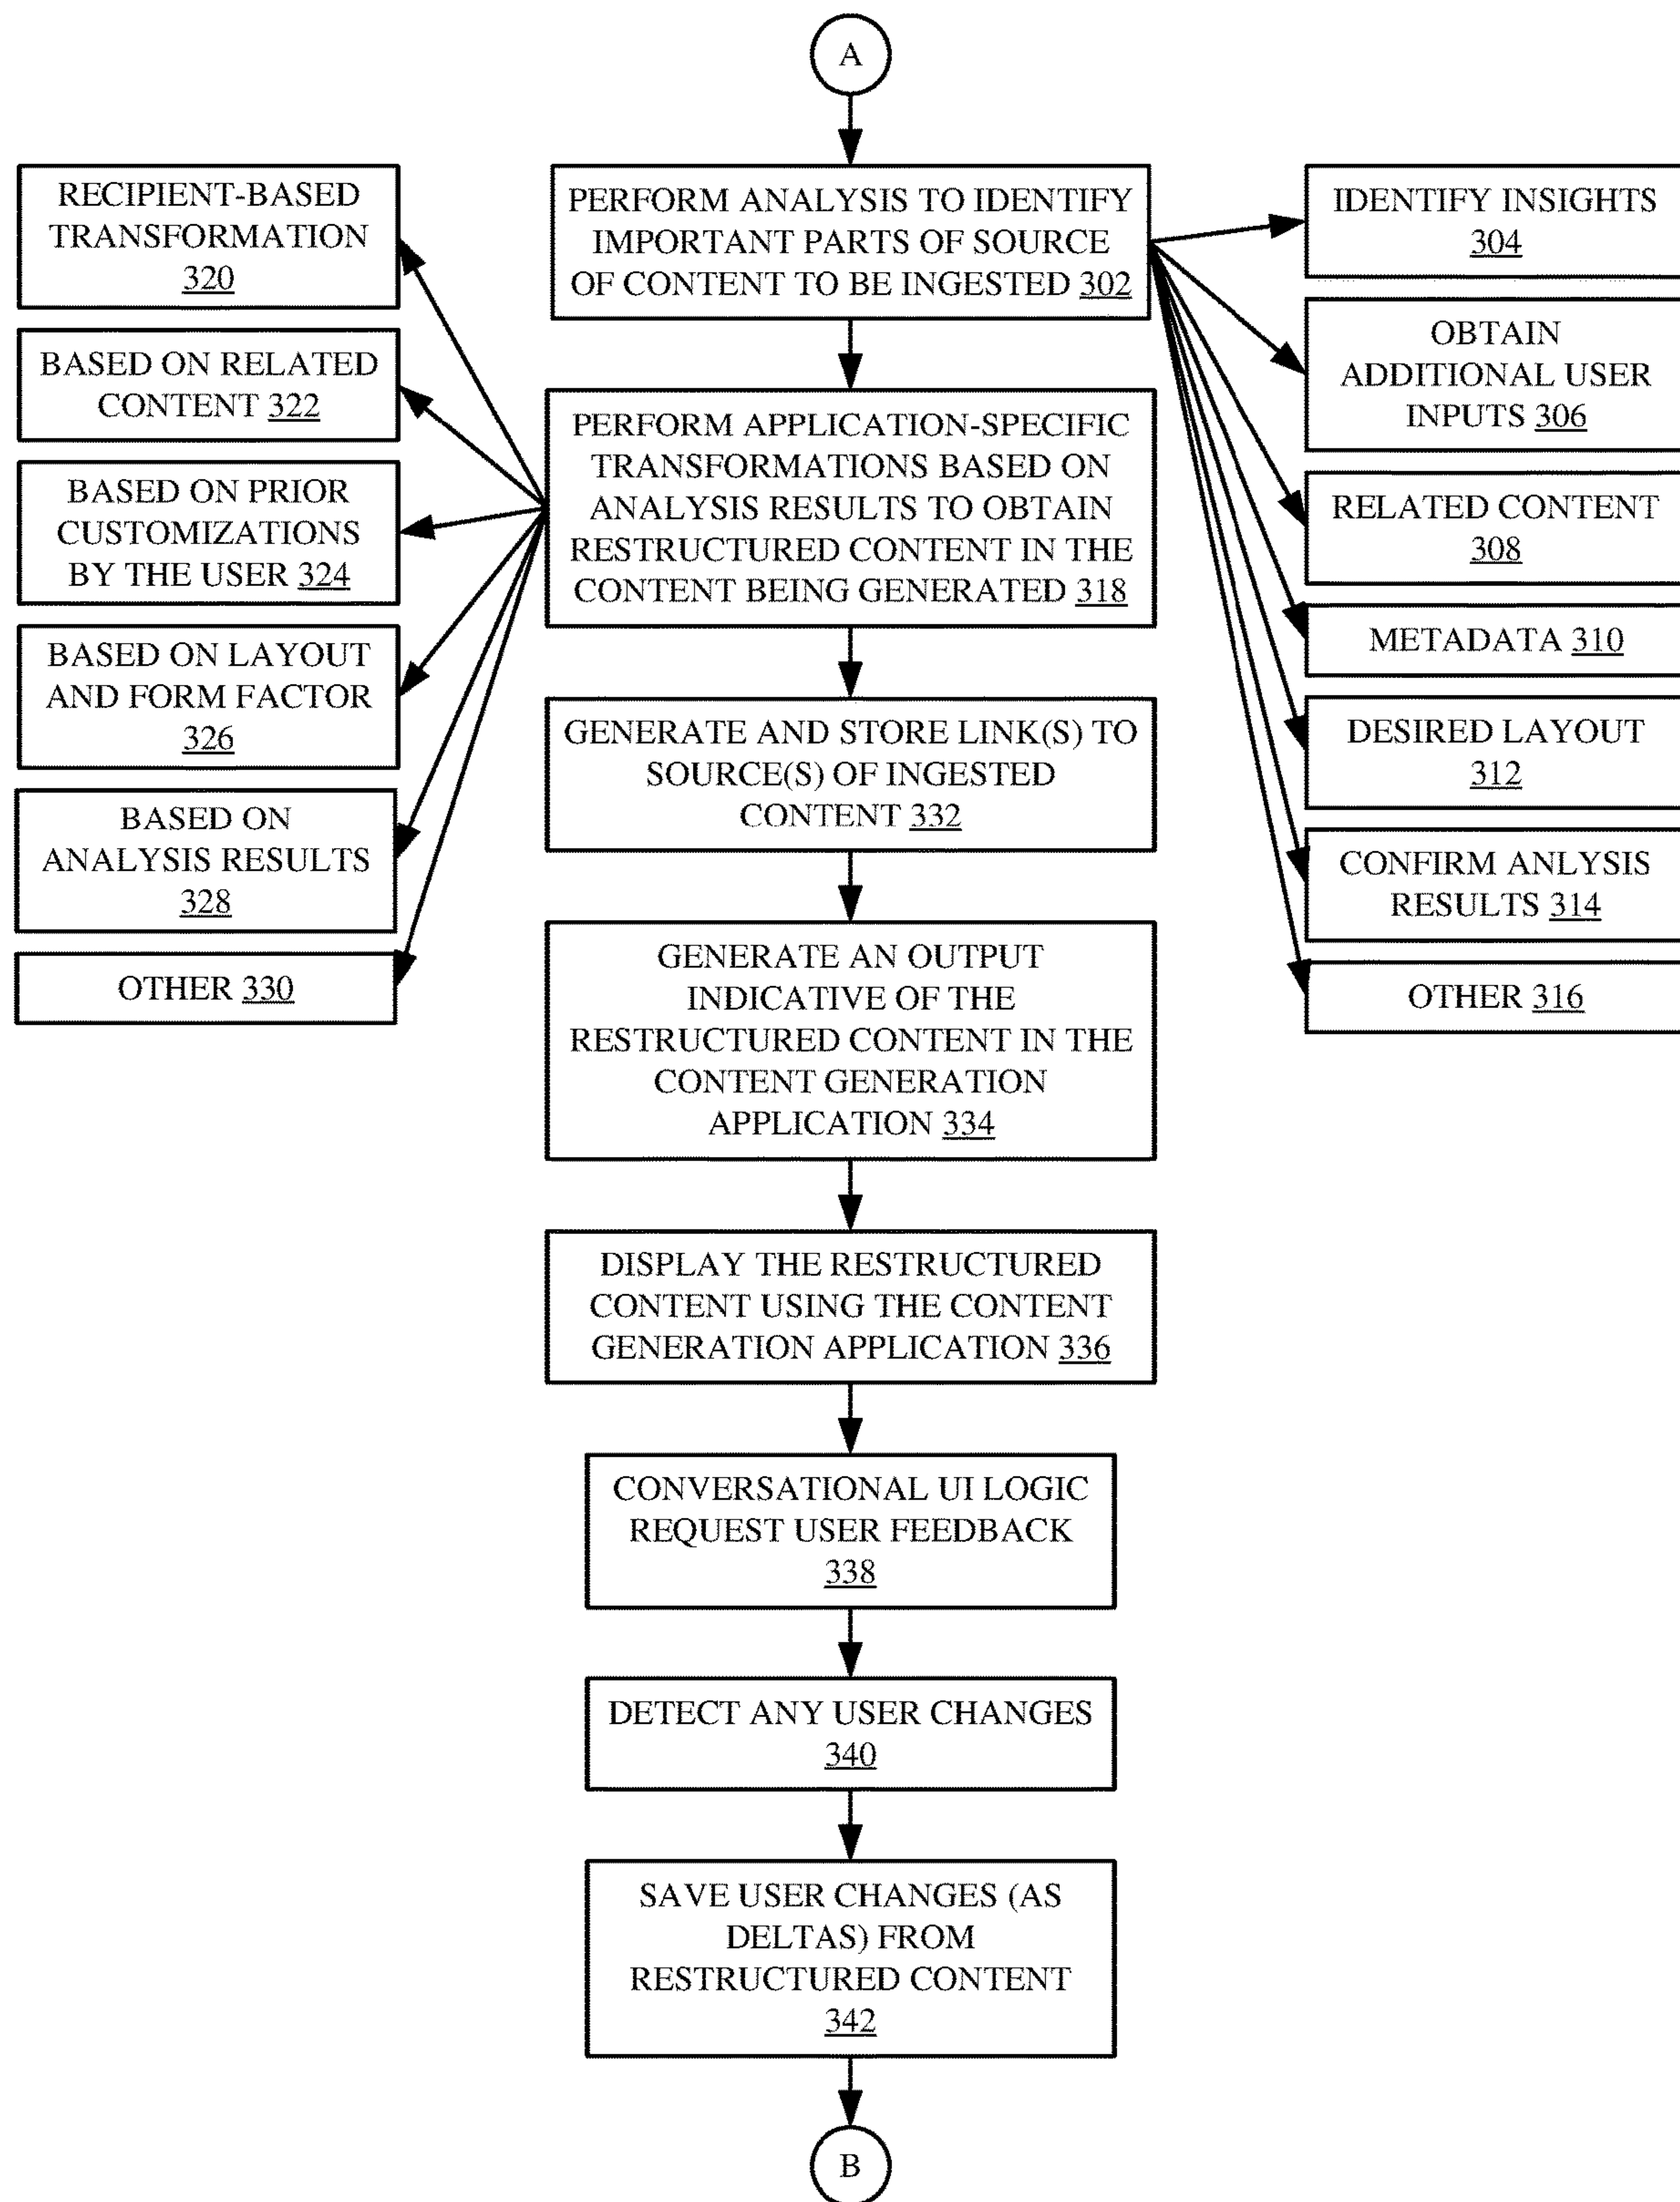 A
PERFORM ANALYSIS TO IDENTIFY
IMPORTANT PARTS OF SOURCE
OF CONTENT TO BE INGESTED 302
IDENTIFY INSIGHTS
304
OBTAIN
ADDITIONAL USER
INPUTS 306
RELATED CONTENT
308
METADATA 310
DESIRED LAYOUT
312
CONFIRM ANLYSIS
RESULTS 314
OTHER 316
PERFORM APPLICATION-SPECIFIC
TRANSFORMATIONS BASED ON
ANALYSIS RESULTS TO OBTAIN
RESTRUCTURED CONTENT IN THE
CONTENT BEING GENERATED 318
RECIPIENT-BASED
TRANSFORMATION
320
BASED ON RELATED
CONTENT 322
BASED ON PRIOR
CUSTOMIZATIONS
BY THE USER 324
BASED ON LAYOUT
AND FORM FACTOR
326
BASED ON
ANALYSIS RESULTS
328
OTHER 330
GENERATE AND STORE LINK(S) TO
SOURCE(S) OF INGESTED
CONTENT 332
GENERATE AN OUTPUT
INDICATIVE OF THE
RESTRUCTURED CONTENT IN THE
CONTENT GENERATION
APPLICATION 334
DISPLAY THE RESTRUCTURED
CONTENT USING THE CONTENT
GENERATION APPLICATION 336
CONVERSATIONAL UI LOGIC
REQUEST USER FEEDBACK
338
DETECT ANY USER CHANGES
340
SAVE USER CHANGES (AS
DELTAS) FROM
RESTRUCTURED CONTENT
342
B